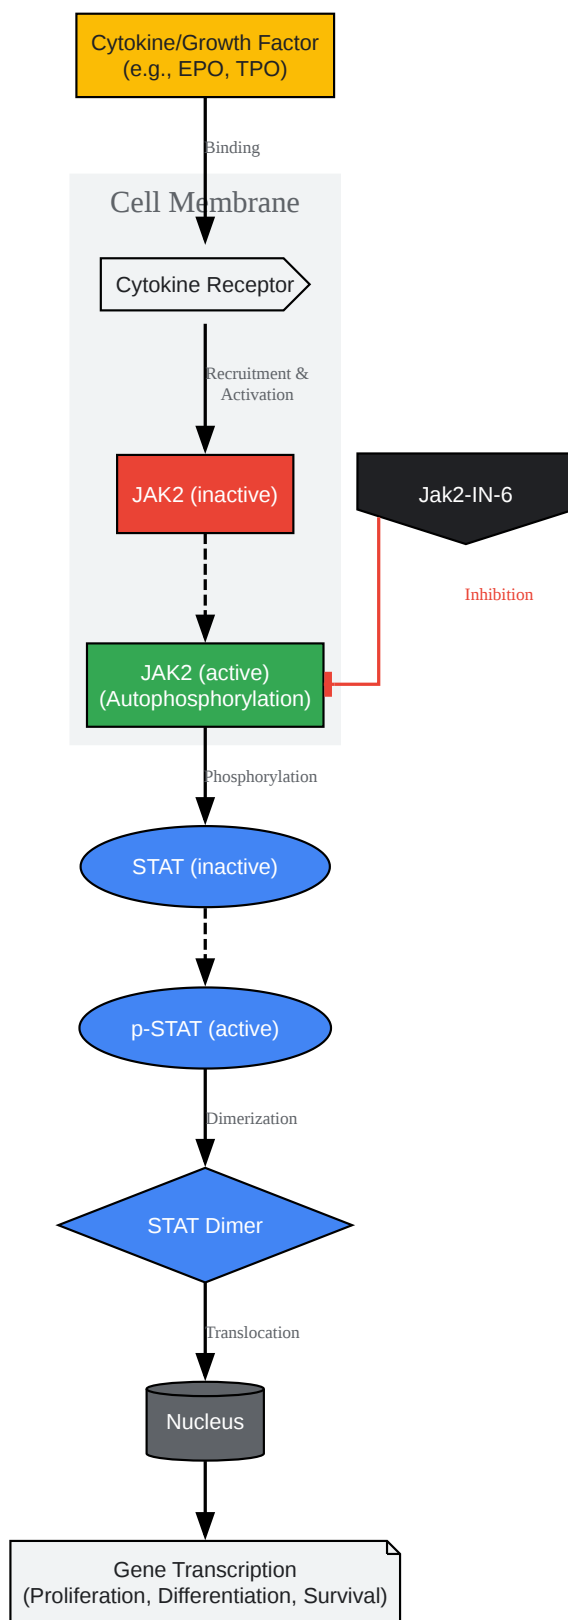 Cytokine/Growth Factor
(e.g., EPO, TPO)
Binding
Cell Membrane
Cytokine Receptor
Recruitment &
Activation
JAK2 (inactive)
Jak2-IN-6
Inhibition
JAK2 (active)
(Autophosphorylation)
Phosphorylation
STAT (inactive)
p-STAT (active)
Dimerization
STAT Dimer
Translocation
Nucleus
Gene Transcription
(Proliferation, Differentiation, Survival)